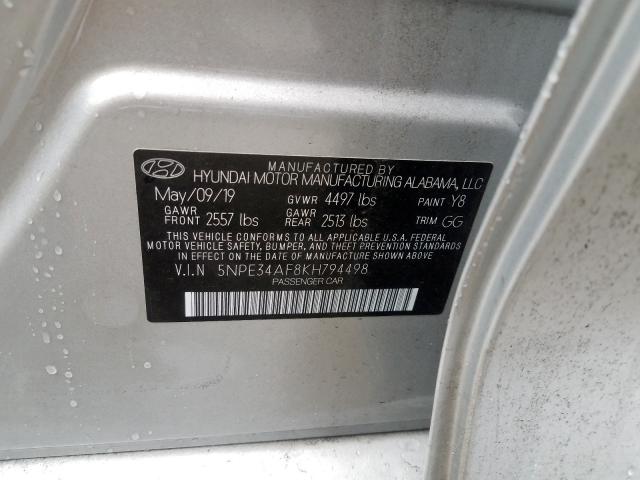 MANUFACTURED BY
HYUNDAI MOTOR MANUFACTURING ALABAMA, LLC
May/09/19 GVWR 4497 lbs PAINT Y8
GAWR FRONT 2557 lbs GAWR REAR 2513 lbs TRIM GG
THIS VEHICLE CONFORMS TO ALL APPLICABLE U.S.A. FEDERAL
MOTOR VEHICLE SAFETY, BUMPER, AND THEFT PREVENTION STANDARDS
IN EFFECT ON THE DATE OF MANUFACTURE SHOWN ABOVE.
V.I.N 5NPE34AF8KH794498
PASSENGER CAR